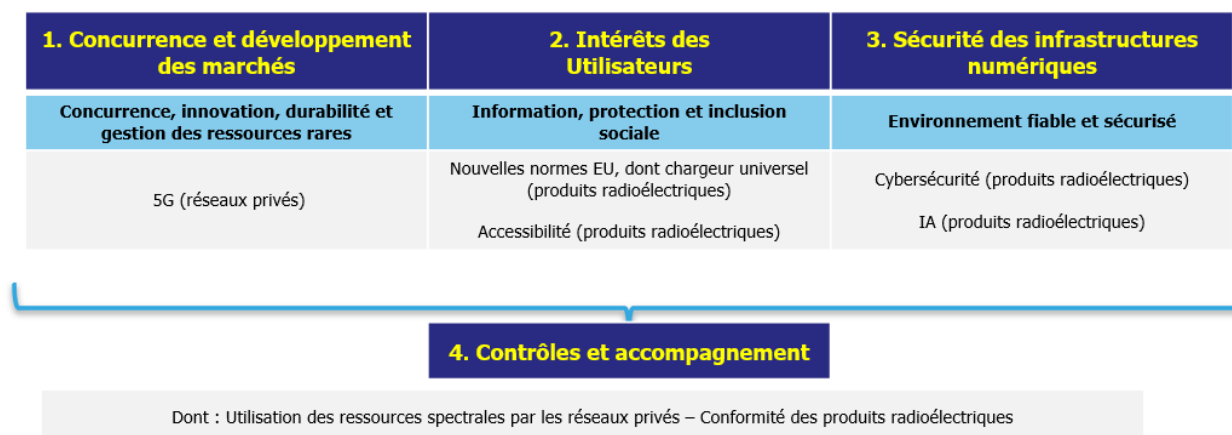 1. Concurrence et développement
des marchés
2. Intérêts des
Utilisateurs
3. Sécurité des infrastructures
numériques
Concurrence, innovation, durabilité et
gestion des ressources rares
Information, protection et inclusion
sociale
Environnement fiable et sécurisé
5G (réseaux privés)
Nouvelles normes EU, dont chargeur universel
(produits radioélectriques)
Accessibilité (produits radioélectriques)
Cybersécurité (produits radioélectriques)
IA (produits radioélectriques)
4. Contrôles et accompagnement
Dont : Utilisation des ressources spectrales par les réseaux privés – Conformité des produits radioélectriques